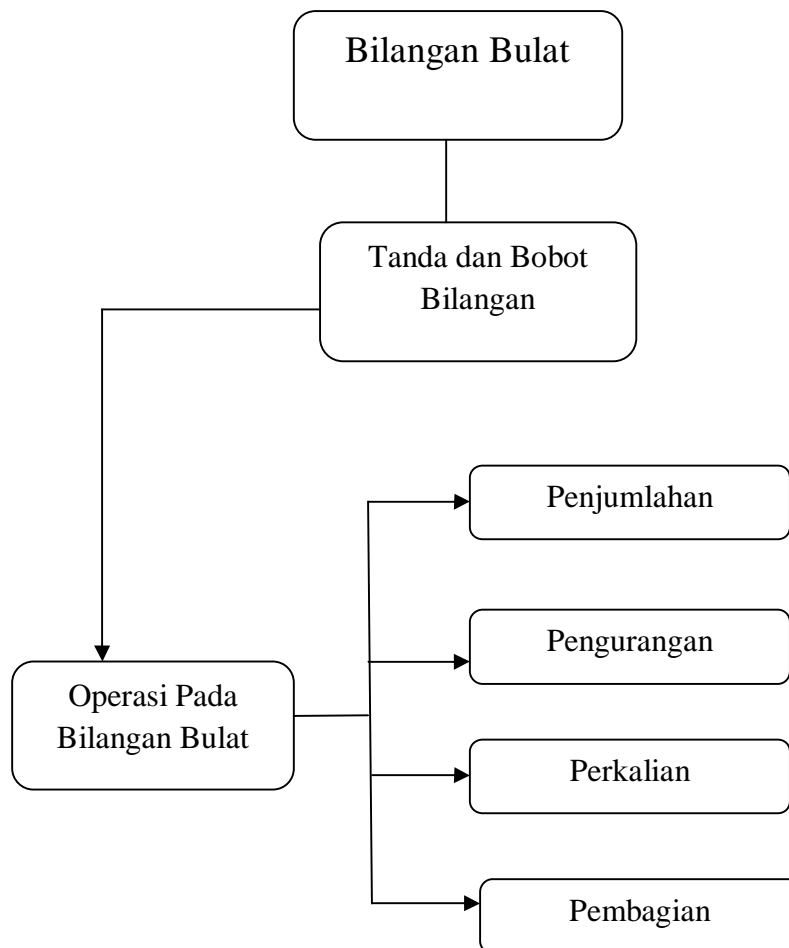 Bilangan Bulat
Tanda dan Bobot
Bilangan
Penjumlahan
Pengurangan
Operasi Pada
Bilangan Bulat
Perkalian
Pembagian